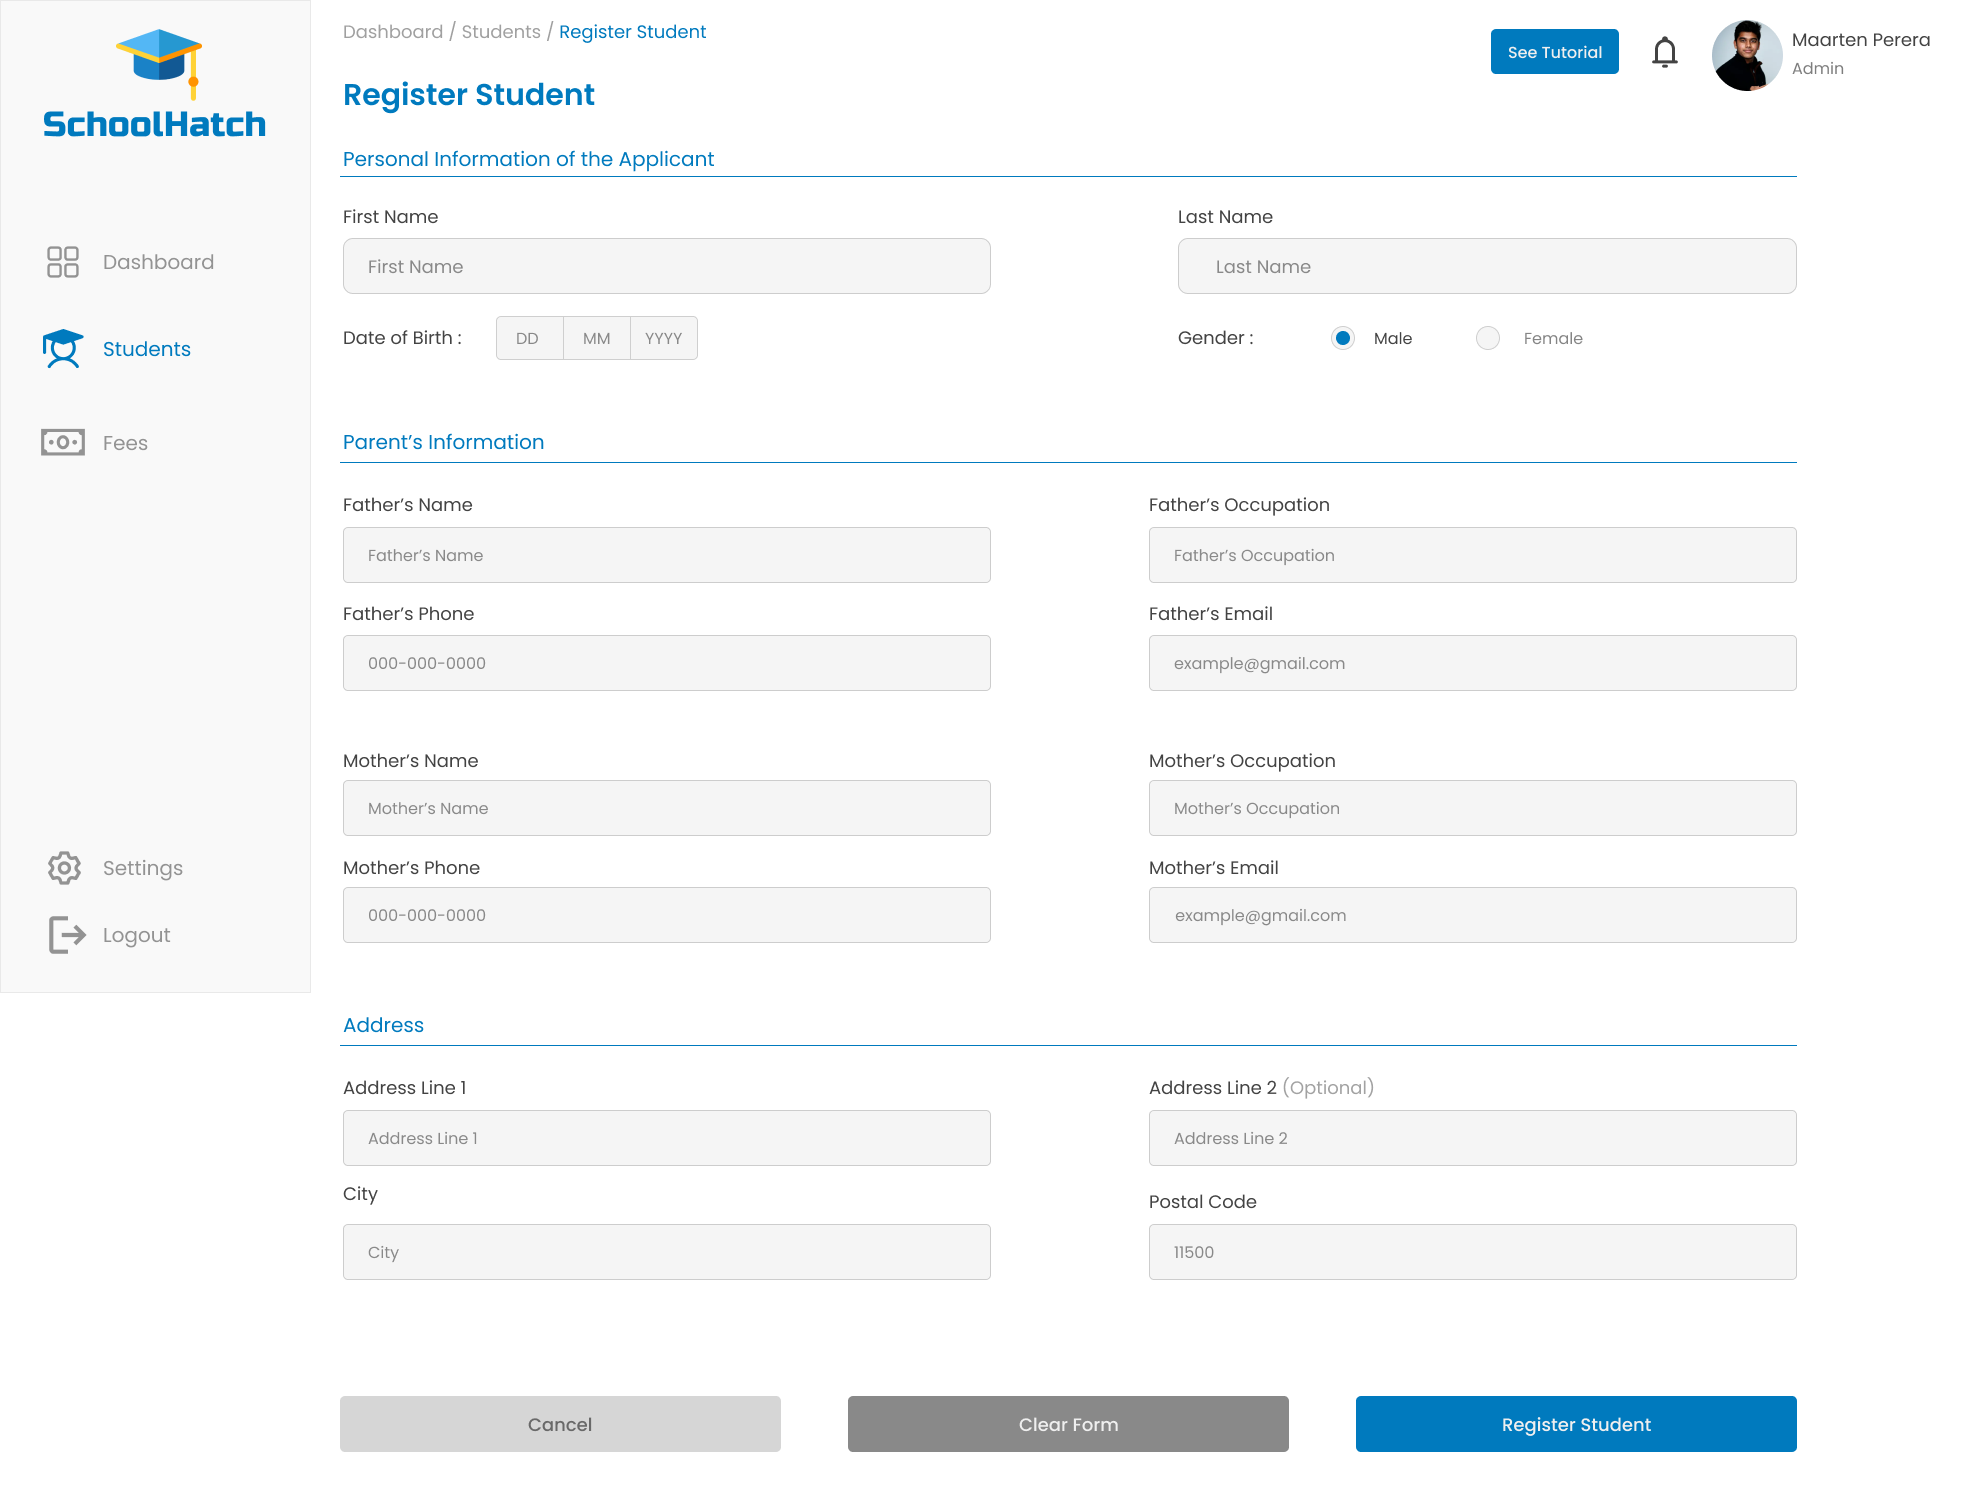 SchoolHatch
Dashboard
Students
Fees
Settings
Logout
Dashboard / Students / Register Student
See Tutorial
Maarten Perera
Admin
Register Student
Personal Information of the Applicant
First Name
Last Name
First Name
Last Name
Date of Birth :
DD
MM
YYYY
Gender :
Male
Female
Parent’s Information
Father’s Name
Father’s Occupation
Father’s Name
Father’s Occupation
Father’s Phone
Father’s Email
000-000-0000
example@gmail.com
Mother’s Name
Mother’s Occupation
Mother’s Name
Mother’s Occupation
Mother’s Phone
Mother’s Email
000-000-0000
example@gmail.com
Address
Address Line 1
Address Line 2 (Optional)
Address Line 1
Address Line 2
City
Postal Code
City
11500
Cancel
Clear Form
Register Student